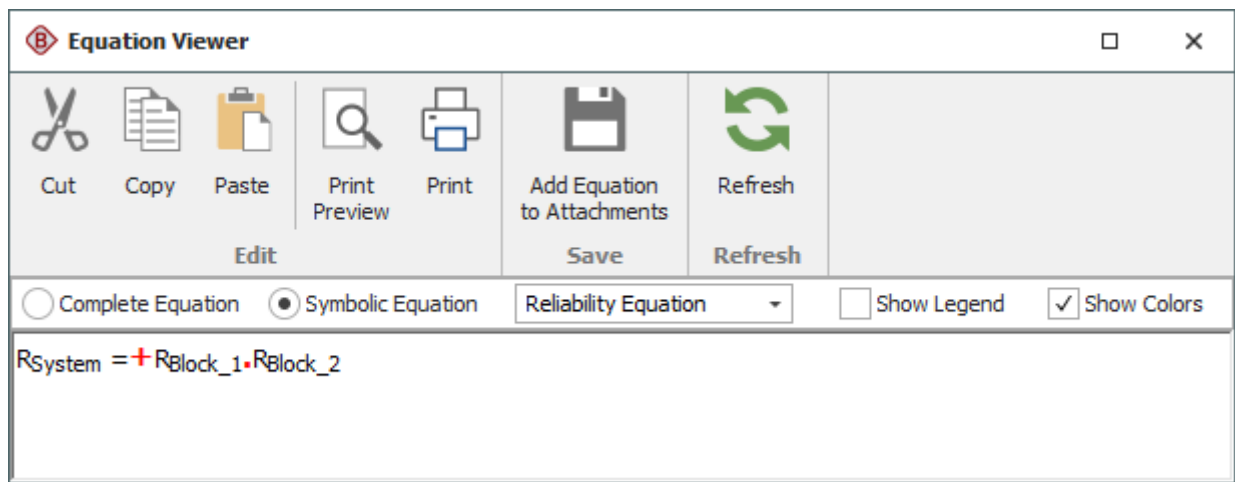 B Equation Viewer
Cut Copy Paste Print Preview Print Add Equation to Attachments Refresh
Edit Save Refresh
Complete Equation Symbolic Equation Reliability Equation Show Legend Show Colors
RSystem =+RBlock_1.RBlock_2